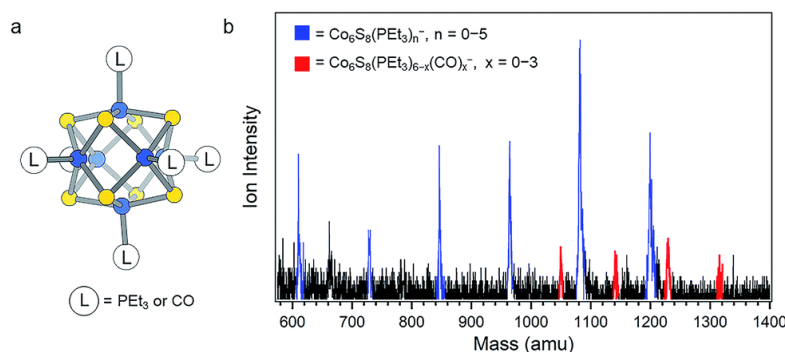 a
L
L
L
L
L
L
L = PEt₃ or CO
b
= Co₆S₈(PEt₃)ₙ⁻, n = 0–5
= Co₆S₈(PEt₃)₆₋ₓ(CO)ₓ⁻, x = 0–3
Ion Intensity
600 700 800 900 1000 1100 1200 1300 1400
Mass (amu)